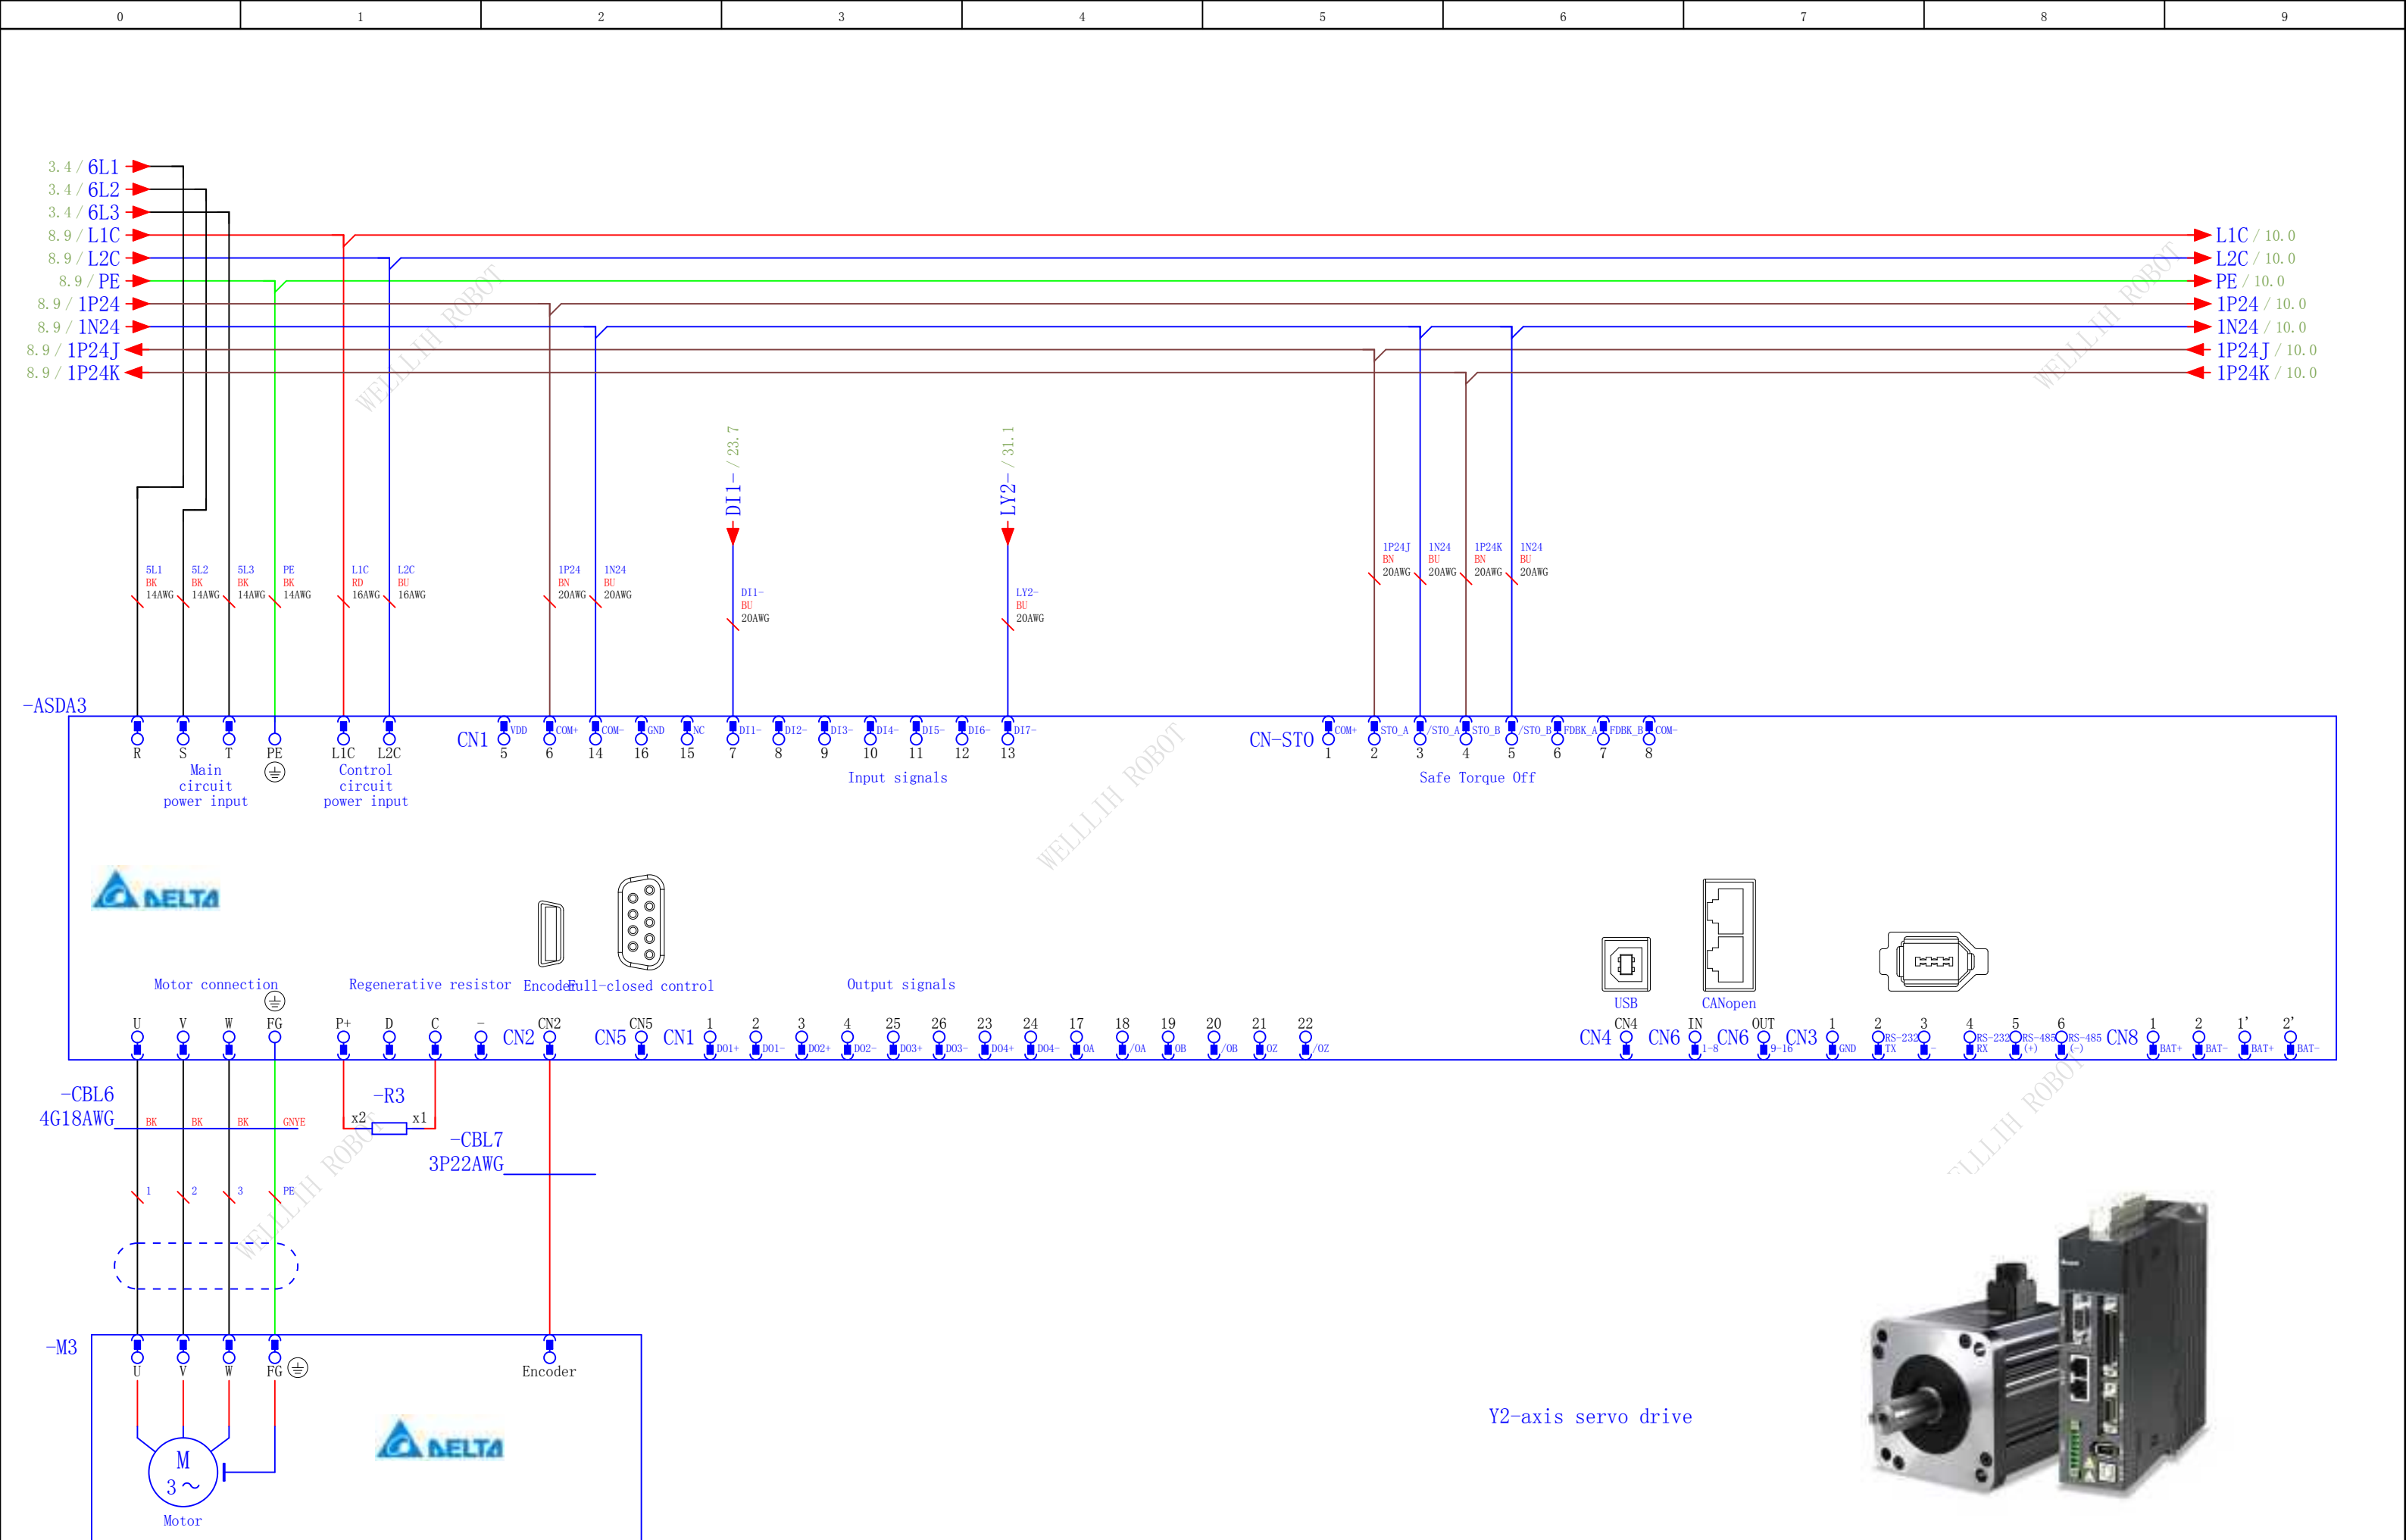 0 1 2 3 4 5 6 7 8 9
3.4 / 6L1
3.4 / 6L2
3.4 / 6L3
8.9 / L1C L1C / 10.0
8.9 / L2C L2C / 10.0
8.9 / PE PE / 10.0
8.9 / 1P24 1P24 / 10.0
8.9 / 1N24 1N24 / 10.0
8.9 / 1P24J 1P24J / 10.0
8.9 / 1P24K 1P24K / 10.0
WELLLIH ROBOT
WELLLIH ROBOT
DI1- / 23.7
LY2- / 31.1
1P24J 1N24 1P24K 1N24
BN BU BN BU
20AWG 20AWG 20AWG 20AWG
5L1 5L2 5L3 PE L1C L2C 1P24 1N24
BK BK BK BK RD BU BN BU
14AWG 14AWG 14AWG 14AWG 16AWG 16AWG 20AWG 20AWG
DI1- LY2-
BU BU
20AWG 20AWG
-ASDA3
CN1 VDD COM+ COM- GND NC DI1- DI2- DI3- DI4- DI5- DI6- DI7-
CN-STO COM+ STO_A /STO_A STO_B /STO_B FDBK_A FDBK_B COM-
R S T PE L1C L2C 5 6 14 16 15 7 8 9 10 11 12 13 1 2 3 4 5 6 7 8
Main circuit power input
Control circuit power input
Input signals
Safe Torque Off
WELLLIH ROBOT
DELTA
Motor connection
Regenerative resistor
Encoder
Full-closed control
Output signals
USB
CANopen
U V W FG P+ D C - CN2 CN5 1 2 3 4 25 26 23 24 17 18 19 20 21 22 CN4 IN OUT 1 2 3 4 5 6 1 2 1' 2'
CN2 CN5 CN1 CN4 CN6 CN6 CN3 CN8
DO1+ DO1- DO2+ DO2- DO3+ DO3- DO4+ DO4- OA /OA OB /OB OZ /OZ
1-8 9-16 GND RS-232 TX - RS-232 RX RS-485 (+) RS-485 (-) BAT+ BAT- BAT+ BAT-
-CBL6
4G18AWG
BK BK BK GNYE
-R3
x2 x1
-CBL7
3P22AWG
1 2 3 PE
WELLLIH ROBOT
ELLLIH ROBOT
-M3
U V W FG Encoder
DELTA
M
3~
Motor
Y2-axis servo drive